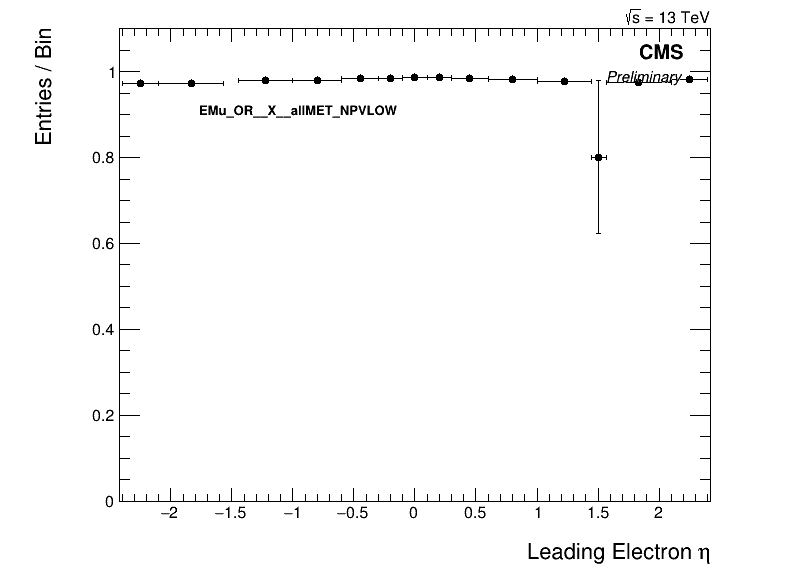 √s = 13 TeV
CMS
Preliminary
EMu_OR__X__allMET_NPVLOW
Entries / Bin
1
0.8
0.6
0.4
0.2
0
−2 −1.5 −1 −0.5 0 0.5 1 1.5 2
Leading Electron η